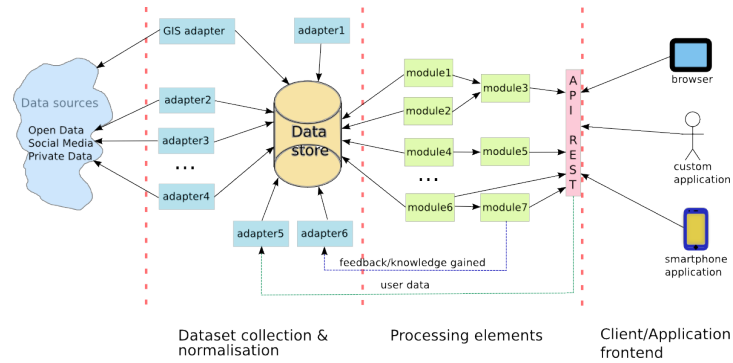 GIS adapter
adapter1
Data sources
Open Data
Social Media
Private Data
adapter2
adapter3
...
adapter4
adapter5
adapter6
Data
store
module1
module2
module3
module4
module5
...
module6
module7
API REST
browser
custom
application
smartphone
application
feedback/knowledge gained
user data
Dataset collection &
normalisation
Processing elements
Client/Application
frontend